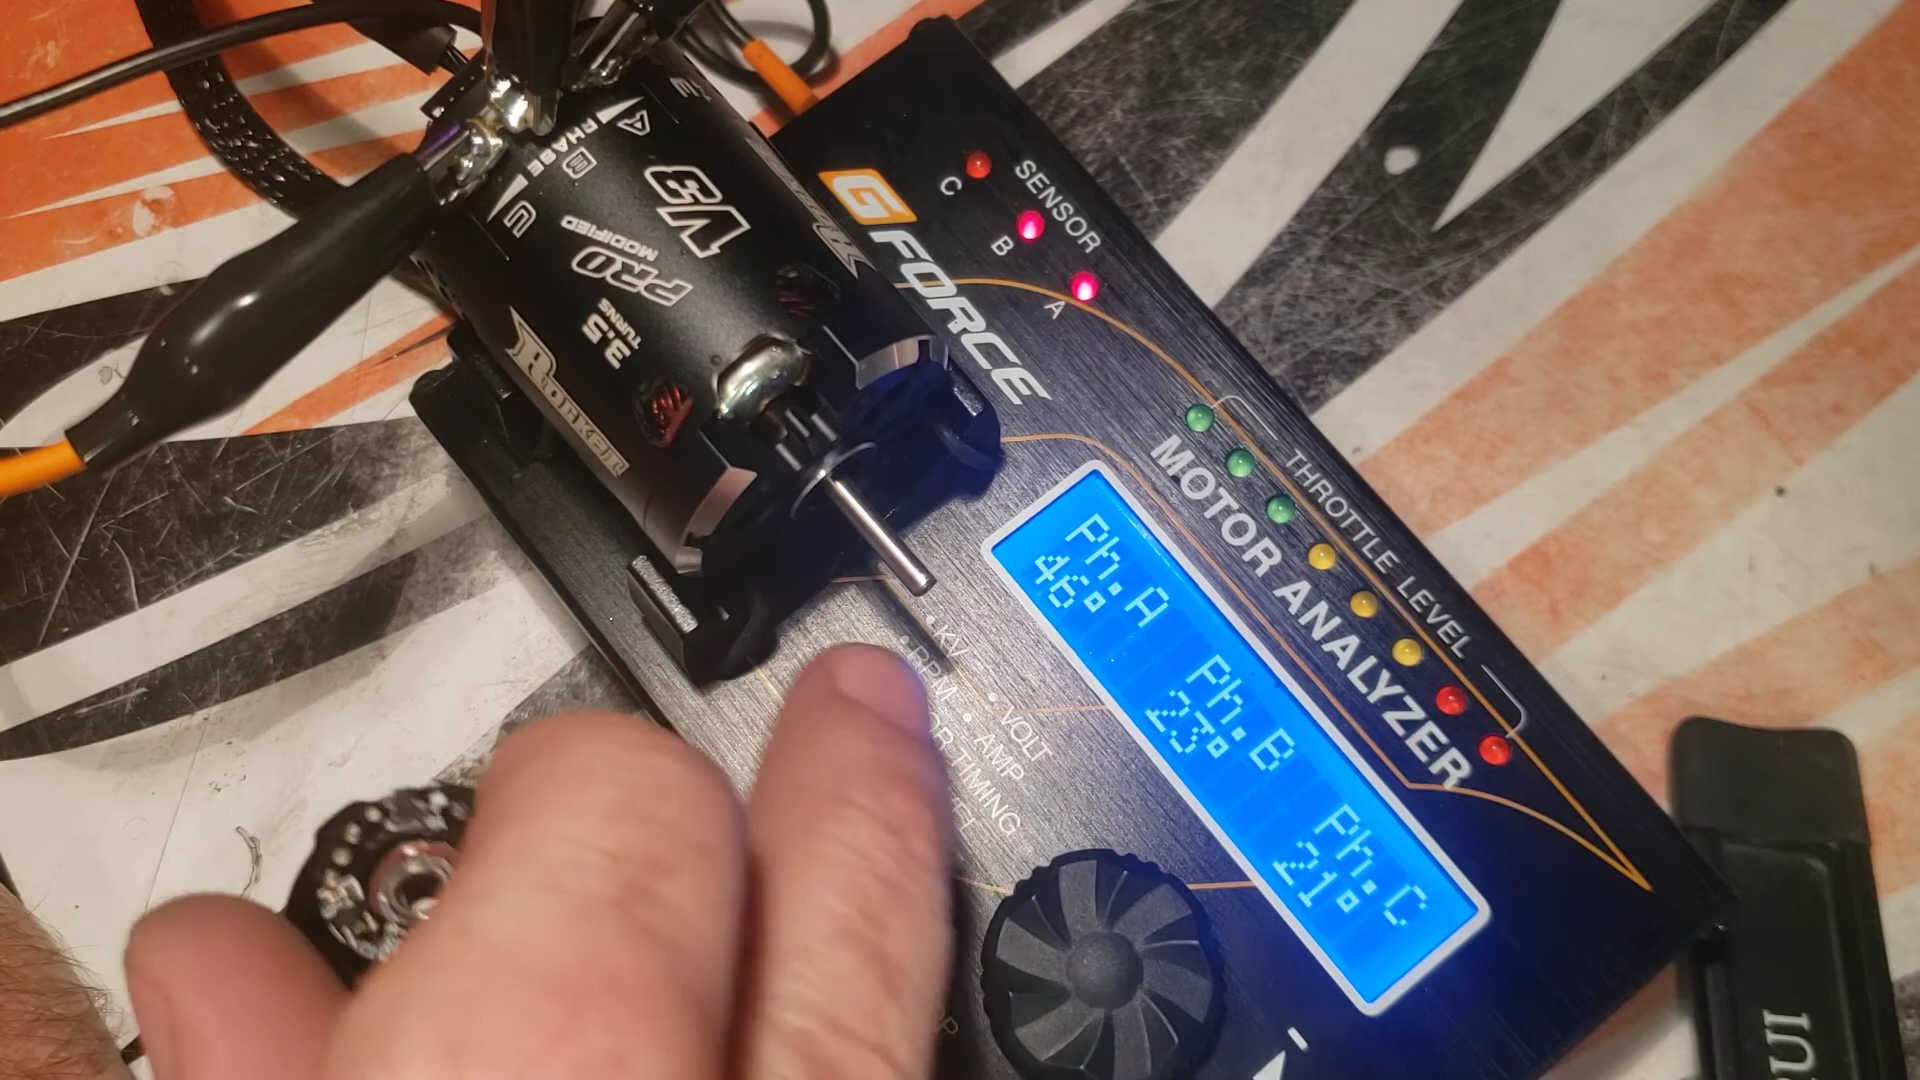 A
PHASE
B
C
V3
PRO
MODIFIED
3.5
TURNS
ROCKET
SENSOR
C
B
A
G FORCE
THROTTLE LEVEL
MOTOR ANALYZER
Ph.A Ph.B Ph.C
46° 23° 21°
• KV • VOLT
• RPM • AMP
OR TIMING